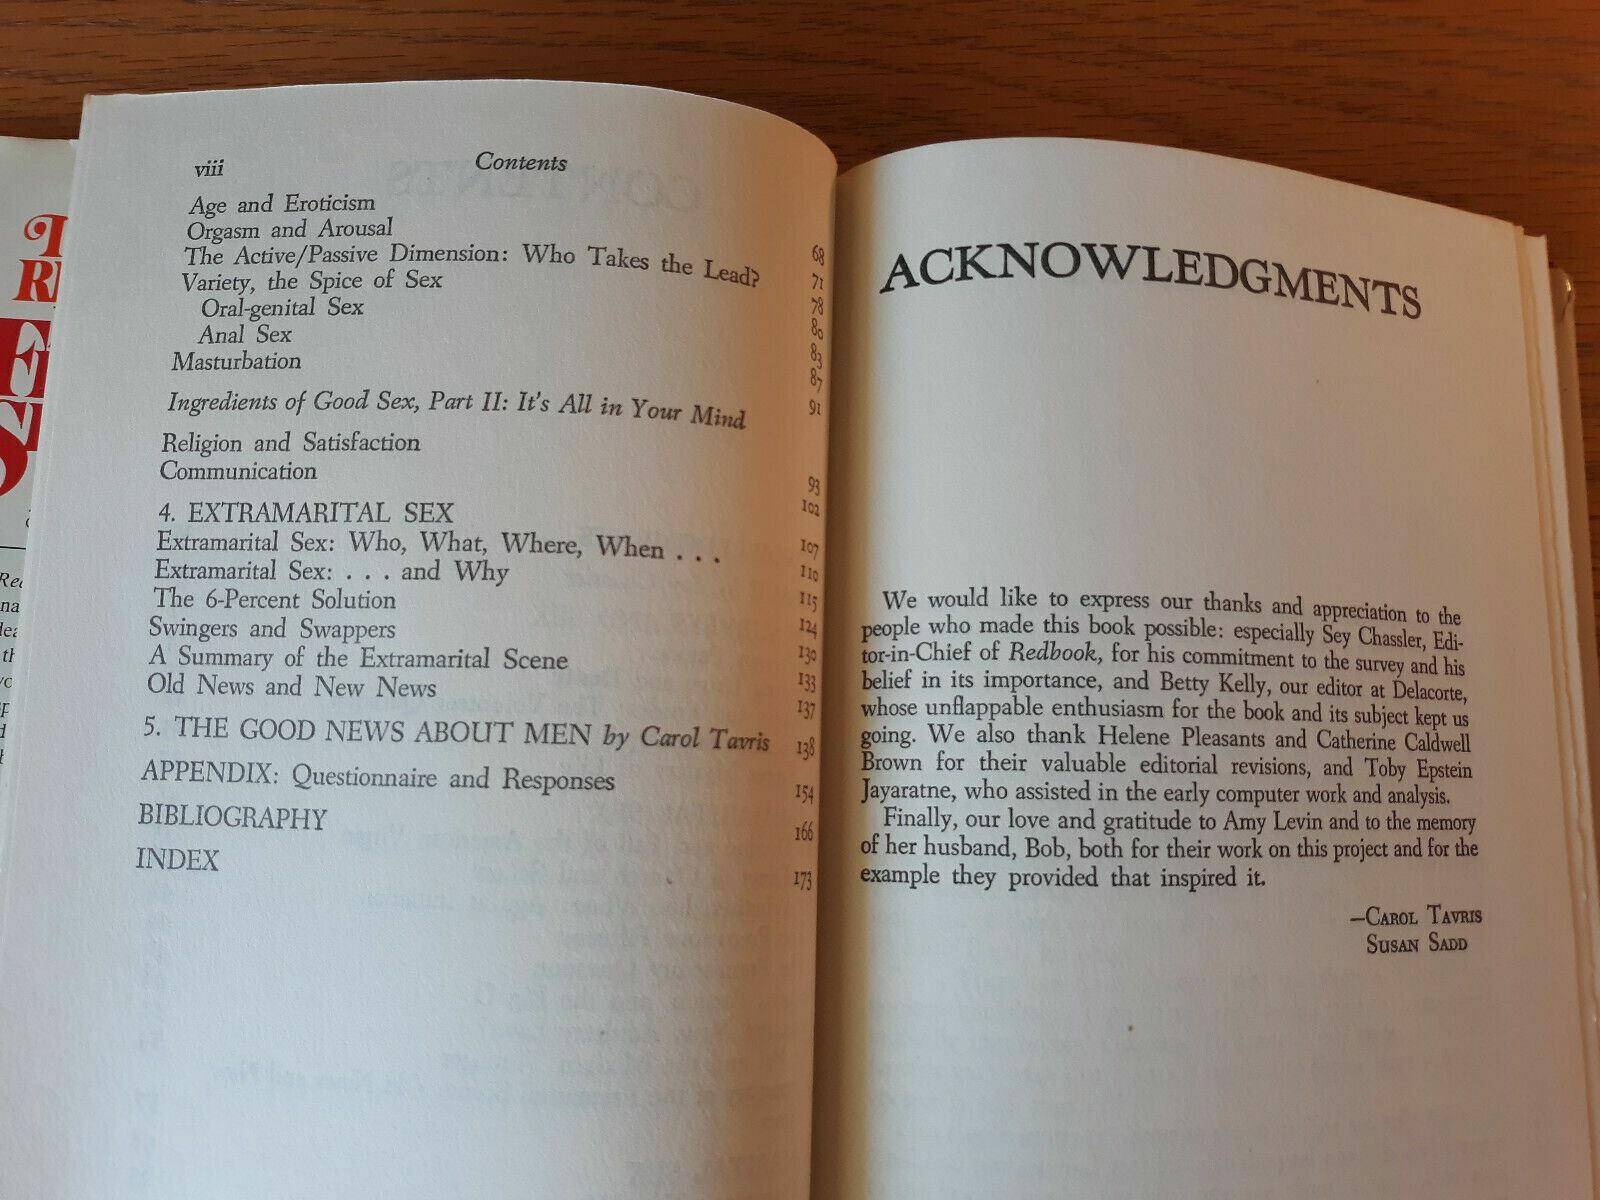 viii Contents
Age and Eroticism 68
Orgasm and Arousal 71
The Active/Passive Dimension: Who Takes the Lead? 78
Variety, the Spice of Sex 80
Oral-genital Sex 83
Anal Sex 87
Masturbation 91
Ingredients of Good Sex, Part II: It's All in Your Mind
Religion and Satisfaction 93
Communication 102
4. EXTRAMARITAL SEX 107
Extramarital Sex: Who, What, Where, When . . . 110
Extramarital Sex: . . . and Why 115
The 6-Percent Solution 124
Swingers and Swappers 130
A Summary of the Extramarital Scene 133
Old News and New News 137
5. THE GOOD NEWS ABOUT MEN by Carol Tavris 138
APPENDIX: Questionnaire and Responses 154
BIBLIOGRAPHY 166
INDEX 173
ACKNOWLEDGMENTS
We would like to express our thanks and appreciation to the
people who made this book possible: especially Sey Chassler, Edi-
tor-in-Chief of Redbook, for his commitment to the survey and his
belief in its importance, and Betty Kelly, our editor at Delacorte,
whose unflappable enthusiasm for the book and its subject kept us
going. We also thank Helene Pleasants and Catherine Caldwell
Brown for their valuable editorial revisions, and Toby Epstein
Jayaratne, who assisted in the early computer work and analysis.
Finally, our love and gratitude to Amy Levin and to the memory
of her husband, Bob, both for their work on this project and for the
example they provided that inspired it.
—CAROL TAVRIS
SUSAN SADD